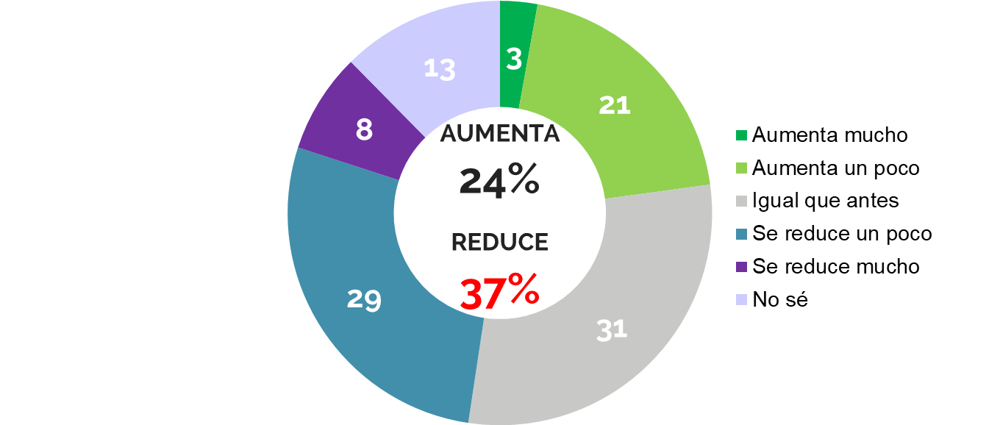 3
13
21
8
AUMENTA
24%
REDUCE
37%
29
31
Aumenta mucho
Aumenta un poco
Igual que antes
Se reduce un poco
Se reduce mucho
No sé